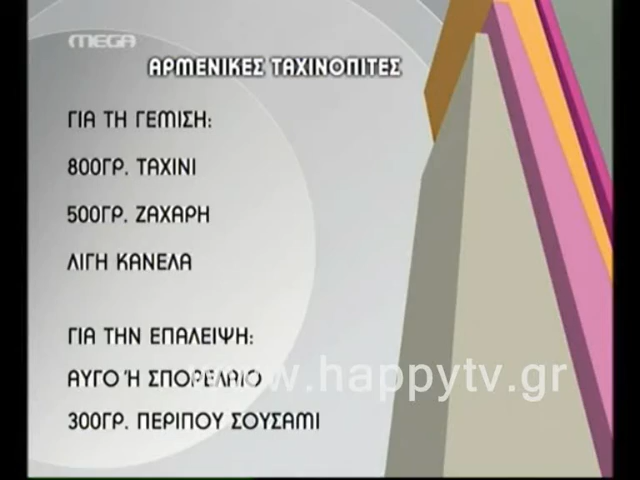 MEGA
ΑΡΜΕΝΙΚΕΣ ΤΑΧΙΝΟΠΙΤΕΣ
ΓΙΑ ΤΗ ΓΕΜΙΣΗ:
800ΓΡ. ΤΑΧΙΝΙ
500ΓΡ. ΖΑΧΑΡΗ
ΛΙΓΗ ΚΑΝΕΛΑ
ΓΙΑ ΤΗΝ ΕΠΑΛΕΙΨΗ:
www.happytv.gr
ΑΥΓΟ Ή ΣΠΟΡΕΛΑΙΟ
300ΓΡ. ΠΕΡΙΠΟΥ ΣΟΥΣΑΜΙ